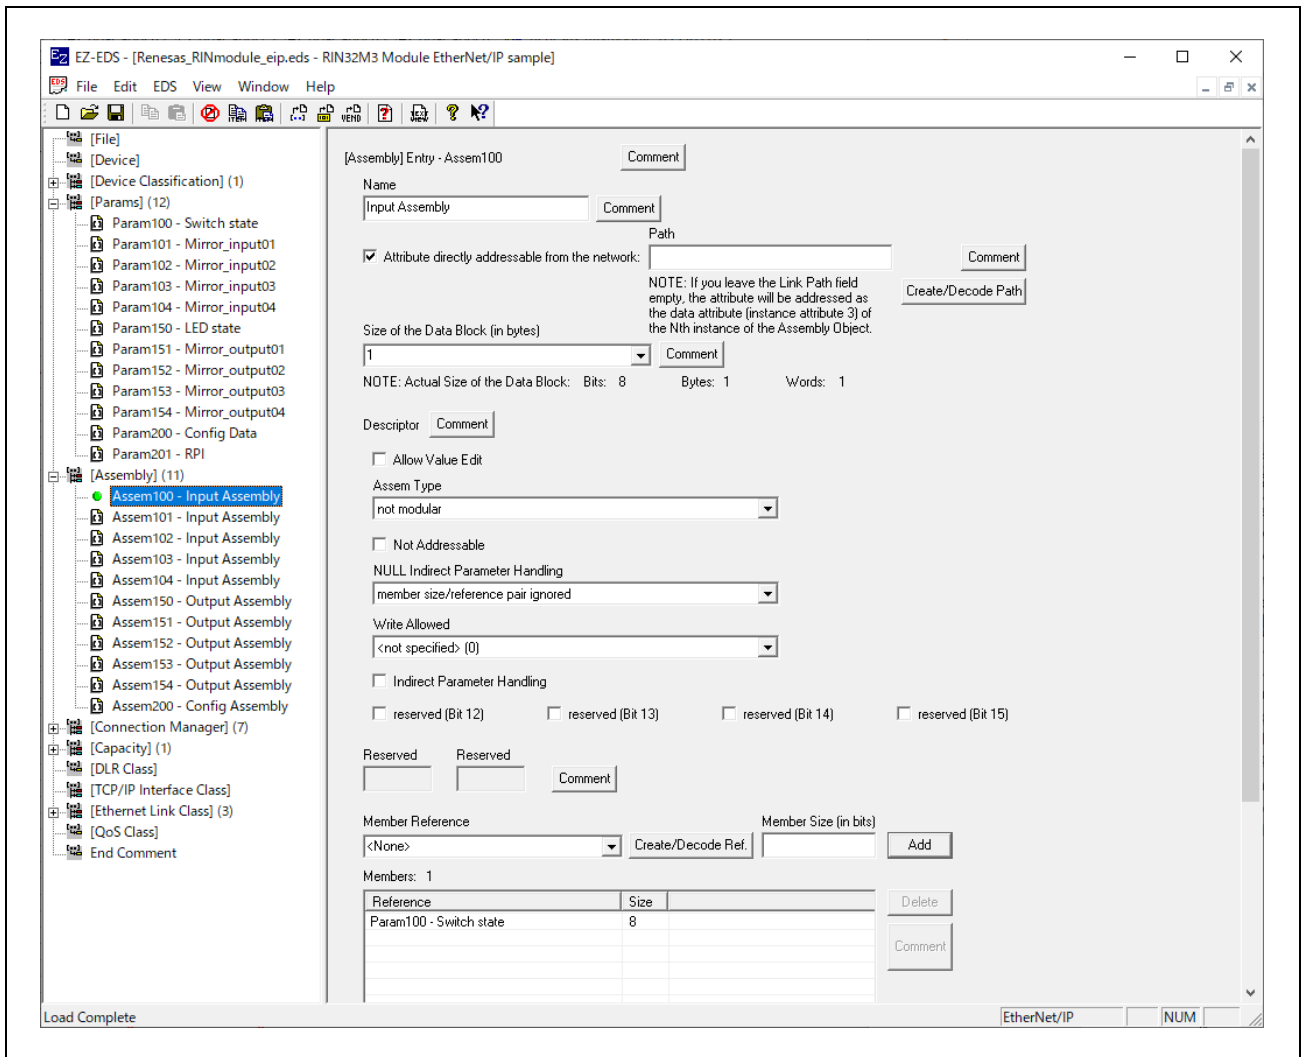 EZ-EDS - [Renesas_RINmodule_eip.eds - RIN32M3 Module EtherNet/IP sample]
File Edit EDS View Window Help
[File]
[Device]
[Device Classification] (1)
[Params] (12)
Param100 - Switch state
Param101 - Mirror_input01
Param102 - Mirror_input02
Param103 - Mirror_input03
Param104 - Mirror_input04
Param150 - LED state
Param151 - Mirror_output01
Param152 - Mirror_output02
Param153 - Mirror_output03
Param154 - Mirror_output04
Param200 - Config Data
Param201 - RPI
[Assembly] (11)
Assem100 - Input Assembly
Assem101 - Input Assembly
Assem102 - Input Assembly
Assem103 - Input Assembly
Assem104 - Input Assembly
Assem150 - Output Assembly
Assem151 - Output Assembly
Assem152 - Output Assembly
Assem153 - Output Assembly
Assem154 - Output Assembly
Assem200 - Config Assembly
[Connection Manager] (7)
[Capacity] (1)
[DLR Class]
[TCP/IP Interface Class]
[Ethernet Link Class] (3)
[QoS Class]
End Comment
[Assembly] Entry - Assem100 Comment
Name
Input Assembly Comment
Path
Attribute directly addressable from the network: Comment
NOTE: If you leave the Link Path field
empty, the attribute will be addressed as
the data attribute (instance attribute 3) of
the Nth instance of the Assembly Object.
Create/Decode Path
Size of the Data Block (in bytes)
1 Comment
NOTE: Actual Size of the Data Block: Bits: 8 Bytes: 1 Words: 1
Descriptor Comment
Allow Value Edit
Assem Type
not modular
Not Addressable
NULL Indirect Parameter Handling
member size/reference pair ignored
Write Allowed
<not specified> (0)
Indirect Parameter Handling
reserved (Bit 12) reserved (Bit 13) reserved (Bit 14) reserved (Bit 15)
Reserved Reserved
Comment
Member Reference Member Size (in bits)
<None> Create/Decode Ref. Add
Members: 1
Reference Size Delete
Param100 - Switch state 8
Comment
Load Complete EtherNet/IP NUM